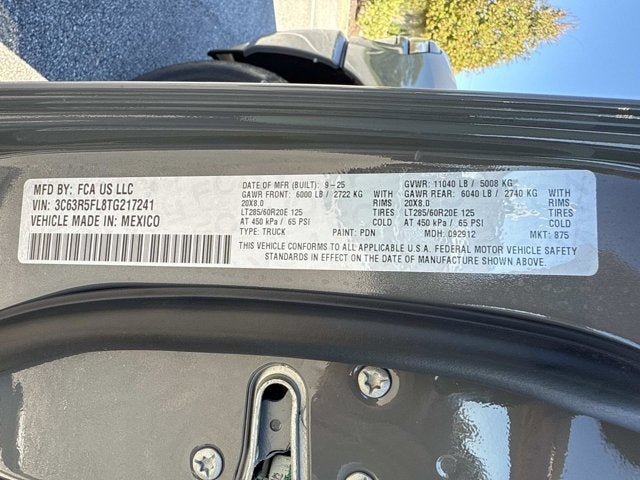 MFD BY: FCA US LLC
VIN: 3C63R5FL8TG217241
VEHICLE MADE IN: MEXICO
DATE OF MFR (BUILT): 9-25
GAWR FRONT: 6000 LB / 2722 KG
20X8.0 RIMS
LT285/60R20E 125 TIRES
AT 450 kPa / 65 PSI COLD
TYPE: TRUCK PAINT: PDN
GVWR: 11040 LB / 5008 KG
GAWR REAR: 6040 LB / 2740 KG
20X8.0 RIMS
LT285/60R20E 125 TIRES
AT 450 kPa / 65 PSI COLD
MDH: 092912 MKT: 875
THIS VEHICLE CONFORMS TO ALL APPLICABLE U.S.A. FEDERAL MOTOR VEHICLE SAFETY
STANDARDS IN EFFECT ON THE DATE OF MANUFACTURE SHOWN ABOVE.